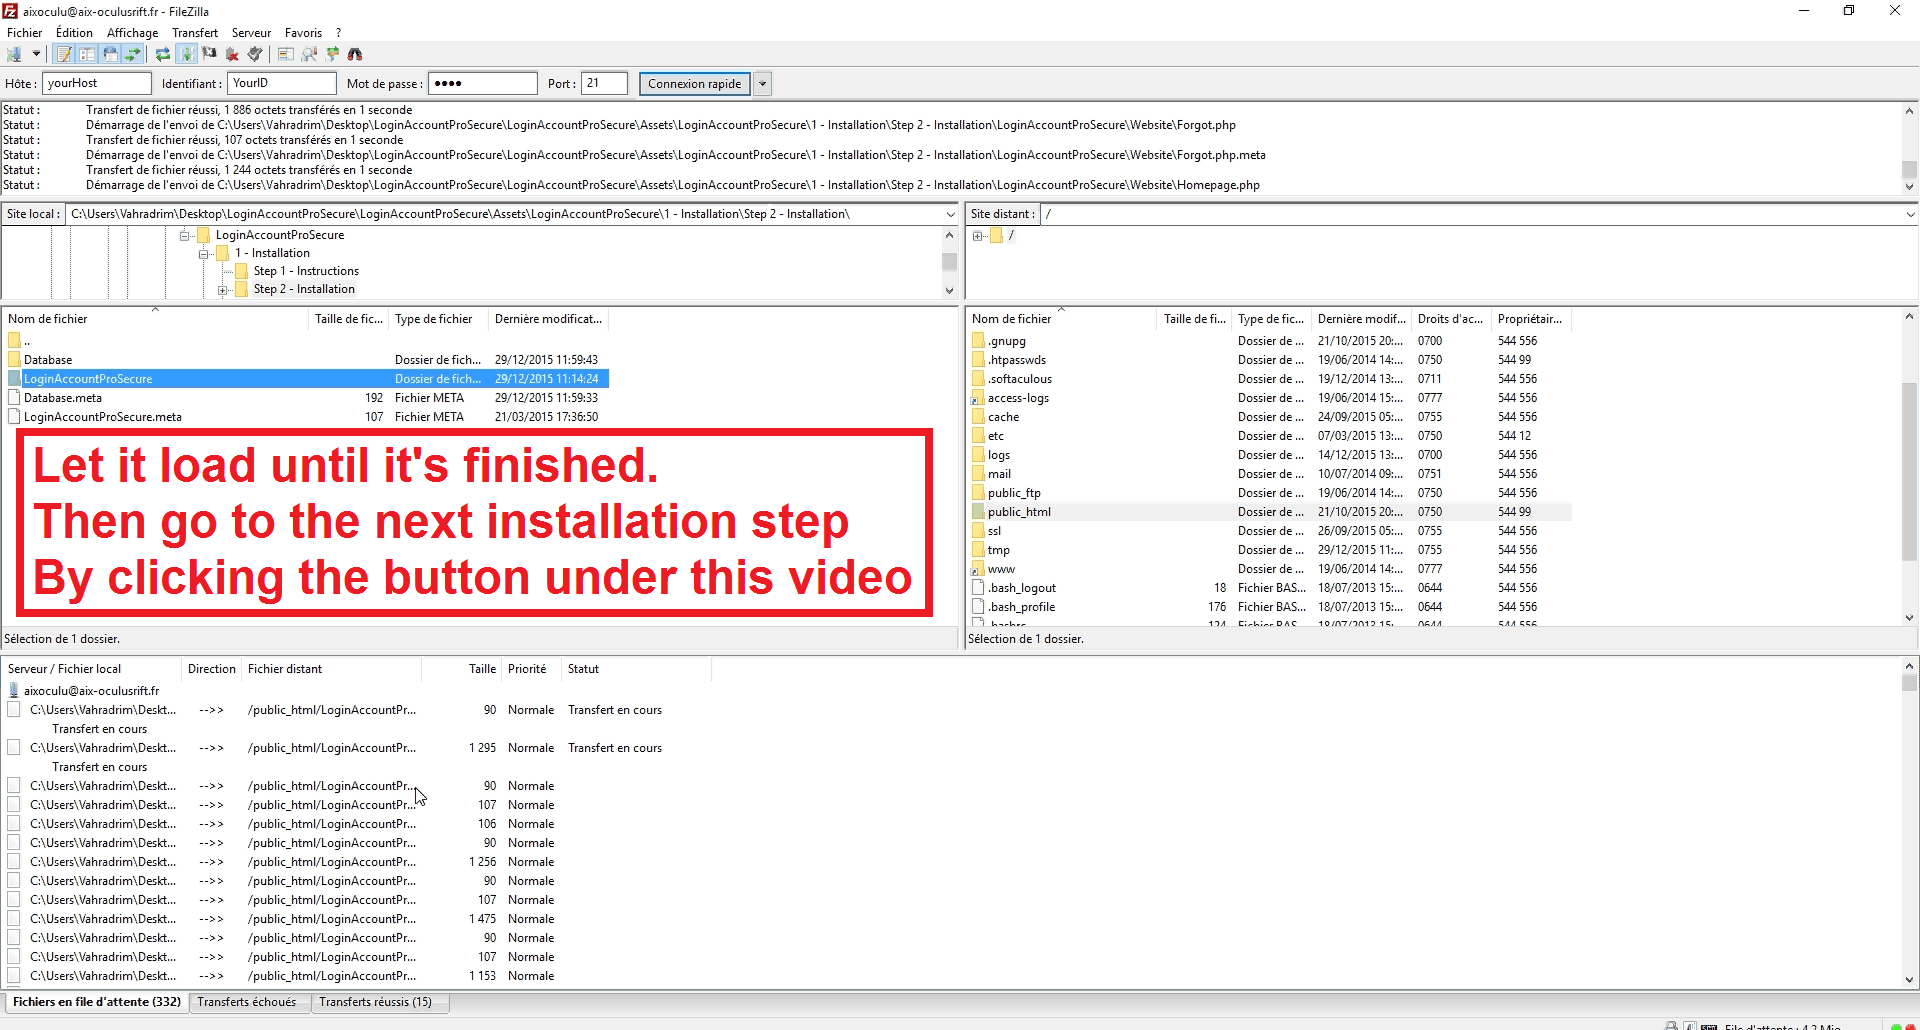 aixoculu@aix-oculusrift.fr - FileZilla
Fichier Édition Affichage Transfert Serveur Favoris ?
Hôte : yourHost Identifiant : YourID Mot de passe : ●●●● Port : 21 Connexion rapide
Statut : Transfert de fichier réussi, 1 886 octets transférés en 1 seconde
Statut : Démarrage de l'envoi de C:\Users\Vahradrim\Desktop\LoginAccountProSecure\LoginAccountProSecure\Assets\LoginAccountProSecure\1 - Installation\Step 2 - Installation\LoginAccountProSecure\Website\Forgot.php
Statut : Transfert de fichier réussi, 107 octets transférés en 1 seconde
Statut : Démarrage de l'envoi de C:\Users\Vahradrim\Desktop\LoginAccountProSecure\LoginAccountProSecure\Assets\LoginAccountProSecure\1 - Installation\Step 2 - Installation\LoginAccountProSecure\Website\Forgot.php.meta
Statut : Transfert de fichier réussi, 1 244 octets transférés en 1 seconde
Statut : Démarrage de l'envoi de C:\Users\Vahradrim\Desktop\LoginAccountProSecure\LoginAccountProSecure\Assets\LoginAccountProSecure\1 - Installation\Step 2 - Installation\LoginAccountProSecure\Website\Homepage.php
Site local : C:\Users\Vahradrim\Desktop\LoginAccountProSecure\LoginAccountProSecure\Assets\LoginAccountProSecure\1 - Installation\Step 2 - Installation\
LoginAccountProSecure
1 - Installation
Step 1 - Instructions
Step 2 - Installation
Nom de fichier Taille de fic... Type de fichier Dernière modificat...
..
Database Dossier de fich... 29/12/2015 11:59:43
LoginAccountProSecure Dossier de fich... 29/12/2015 11:14:24
Database.meta 192 Fichier META 29/12/2015 11:59:33
LoginAccountProSecure.meta 107 Fichier META 21/03/2015 17:36:50
Let it load until it's finished.
Then go to the next installation step
By clicking the button under this video
Sélection de 1 dossier.
Site distant : /
/
Nom de fichier Taille de fi... Type de fic... Dernière modif... Droits d'ac... Propriétair...
.gnupg Dossier de ... 21/10/2015 20:... 0700 544 556
.htpasswds Dossier de ... 19/06/2014 14:... 0750 544 99
.softaculous Dossier de ... 19/12/2014 13:... 0711 544 556
access-logs Dossier de ... 19/06/2014 15:... 0777 544 556
cache Dossier de ... 24/09/2015 05:... 0755 544 556
etc Dossier de ... 07/03/2015 13:... 0750 544 12
logs Dossier de ... 14/12/2015 13:... 0700 544 556
mail Dossier de ... 10/07/2014 09:... 0751 544 556
public_ftp Dossier de ... 19/06/2014 14:... 0750 544 556
public_html Dossier de ... 21/10/2015 20:... 0750 544 99
ssl Dossier de ... 26/09/2015 05:... 0755 544 556
tmp Dossier de ... 29/12/2015 11:... 0755 544 556
www Dossier de ... 19/06/2014 14:... 0777 544 556
.bash_logout 18 Fichier BAS... 18/07/2013 15:... 0644 544 556
.bash_profile 176 Fichier BAS... 18/07/2013 15:... 0644 544 556
.bashrc 124 Fichier BAS... 18/07/2013 15:... 0644 544 556
Sélection de 1 dossier.
Serveur / Fichier local Direction Fichier distant Taille Priorité Statut
aixoculu@aix-oculusrift.fr
C:\Users\Vahradrim\Deskt... -->> /public_html/LoginAccountPr... 90 Normale Transfert en cours
Transfert en cours
C:\Users\Vahradrim\Deskt... -->> /public_html/LoginAccountPr... 1 295 Normale Transfert en cours
Transfert en cours
C:\Users\Vahradrim\Deskt... -->> /public_html/LoginAccountPr... 90 Normale
C:\Users\Vahradrim\Deskt... -->> /public_html/LoginAccountPr... 107 Normale
C:\Users\Vahradrim\Deskt... -->> /public_html/LoginAccountPr... 106 Normale
C:\Users\Vahradrim\Deskt... -->> /public_html/LoginAccountPr... 90 Normale
C:\Users\Vahradrim\Deskt... -->> /public_html/LoginAccountPr... 1 256 Normale
C:\Users\Vahradrim\Deskt... -->> /public_html/LoginAccountPr... 90 Normale
C:\Users\Vahradrim\Deskt... -->> /public_html/LoginAccountPr... 107 Normale
C:\Users\Vahradrim\Deskt... -->> /public_html/LoginAccountPr... 1 475 Normale
C:\Users\Vahradrim\Deskt... -->> /public_html/LoginAccountPr... 90 Normale
C:\Users\Vahradrim\Deskt... -->> /public_html/LoginAccountPr... 107 Normale
C:\Users\Vahradrim\Deskt... -->> /public_html/LoginAccountPr... 1 153 Normale
Fichiers en file d'attente (332) Transferts échoués Transferts réussis (15)
File d'attente : 4,2 Mio